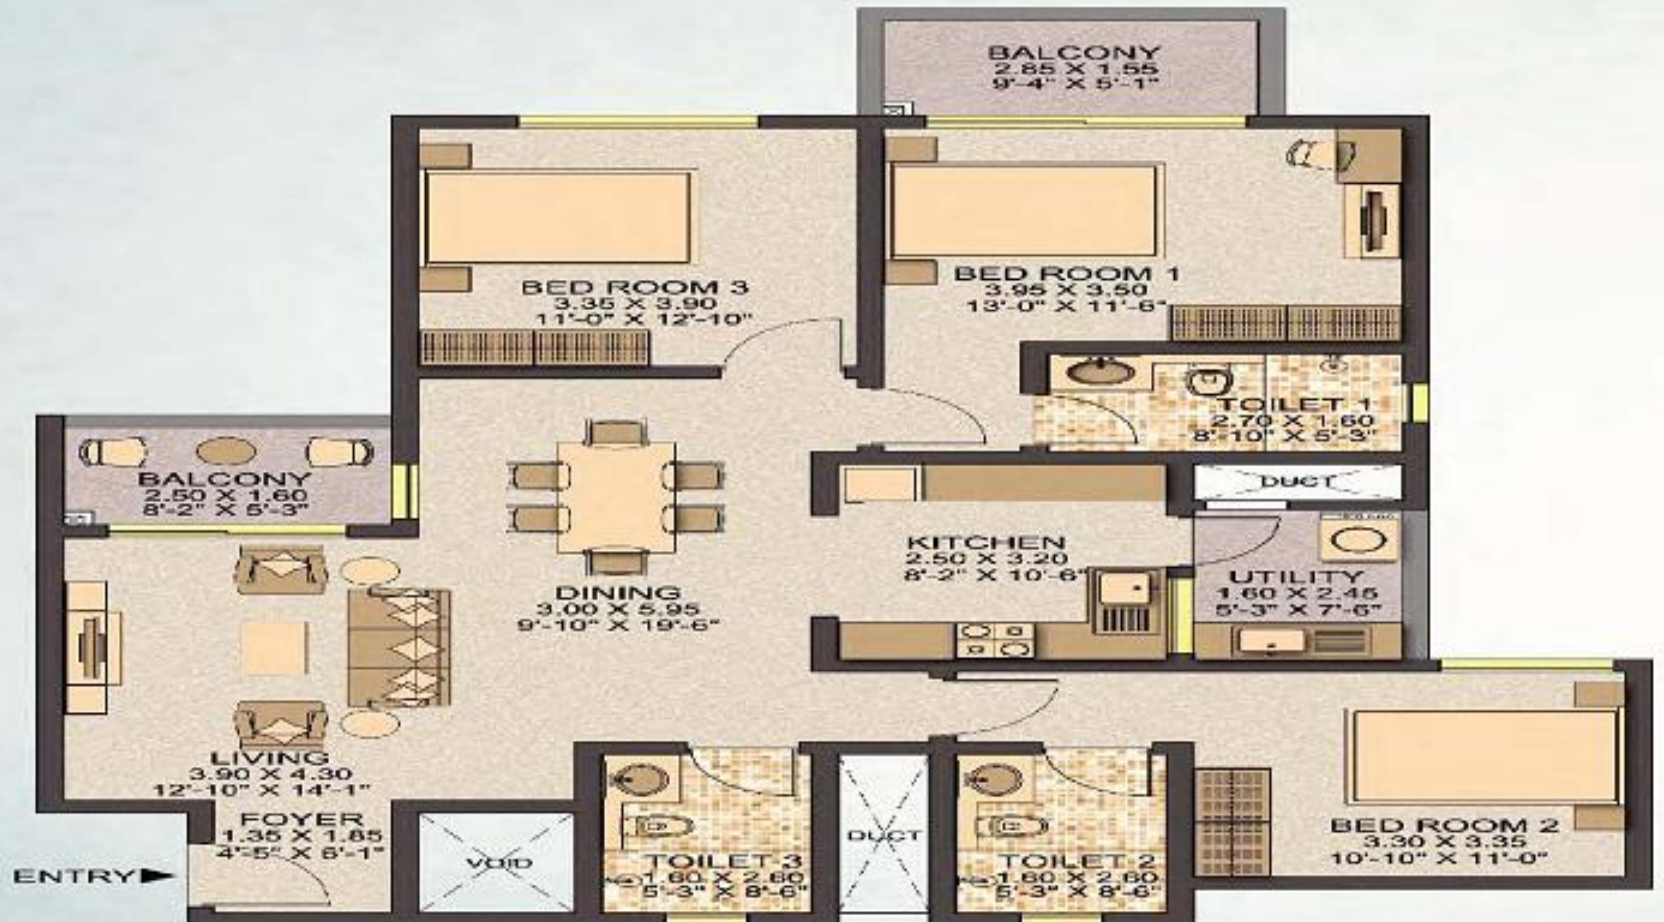 BALCONY
2.85 X 1.55
9'-4" X 5'-1"
BED ROOM 3
3.35 X 3.90
11'-0" X 12'-10"
BED ROOM 1
3.95 X 3.50
13'-0" X 11'-6"
TOILET 1
2.70 X 1.60
8'-10" X 5'-3"
BALCONY
2.50 X 1.60
8'-2" X 5'-3"
DUCT
KITCHEN
2.50 X 3.20
8'-2" X 10'-6"
UTILITY
1.60 X 2.45
5'-3" X 7'-6"
DINING
3.00 X 5.95
9'-10" X 19'-6"
LIVING
3.90 X 4.30
12'-10" X 14'-1"
FOYER
1.35 X 1.85
4'-5" X 6'-1"
ENTRY
VOID
TOILET 3
1.60 X 2.60
5'-3" X 8'-6"
DUCT
TOILET 2
1.60 X 2.60
5'-3" X 8'-6"
BED ROOM 2
3.30 X 3.35
10'-10" X 11'-0"